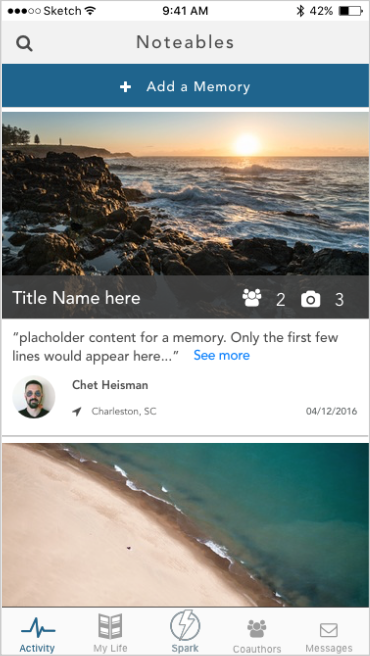 Sketch 9:41 AM 42%
Noteables
+ Add a Memory
Title Name here 2 3
“placholder content for a memory. Only the first few
lines would appear here...” See more
Chet Heisman
Charleston, SC 04/12/2016
Activity My Life Spark Coauthors Messages